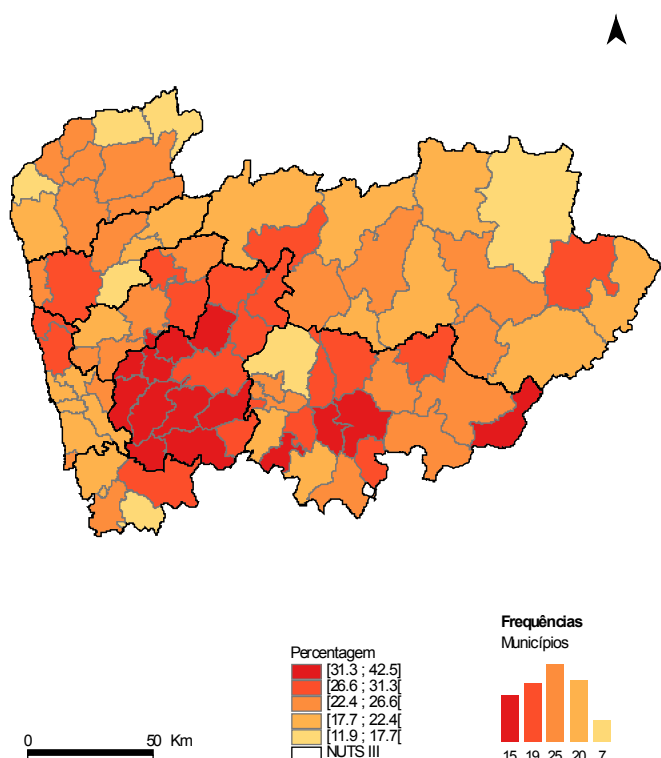 Frequências
Municípios
Percentagem
[31.3 ; 42.5]
[26.6 ; 31.3[
[22.4 ; 26.6[
[17.7 ; 22.4[
[11.9 ; 17.7[
NUTS III
0 50 Km
15 19 25 20 7